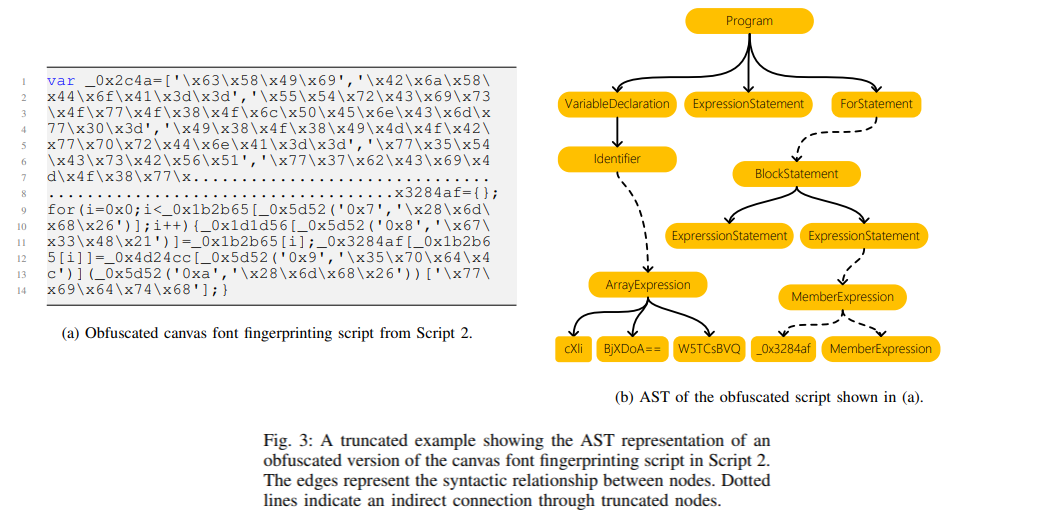 1 var _0x2c4a=['\x63\x58\x49\x69','\x42\x6a\x58\
2 x44\x6f\x41\x3d\x3d','\x55\x54\x72\x43\x69\x73
3 \x4f\x77\x4f\x38\x4f\x6c\x50\x45\x6e\x43\x6d\x
4 77\x30\x3d','\x49\x38\x4f\x38\x49\x4d\x4f\x42\
5 x77\x70\x72\x44\x6e\x41\x3d\x3d','\x77\x35\x54
6 \x43\x73\x42\x56\x51','\x77\x37\x62\x43\x69\x4
7 d\x4f\x38\x77\x...............................
8 ...................................x3284af={};
9 for(i=0x0;i<_0x1b2b65[_0x5d52('0x7','\x28\x6d\
10 x68\x26')];i++){_0x1d1d56[_0x5d52('0x8','\x67\
11 x33\x48\x21')]=_0x1b2b65[i];_0x3284af[_0x1b2b6
12 5[i]]=_0x4d24cc[_0x5d52('0x9','\x35\x70\x64\x4
13 c')](_0x5d52('0xa','\x28\x6d\x68\x26'))['\x77\
14 x69\x64\x74\x68'];}
(a) Obfuscated canvas font fingerprinting script from Script 2.
Program
VariableDeclaration ExpressionStatement ForStatement
Identifier
BlockStatement
ExprerssionStatement ExpressionStatement
ArrayExpression
MemberExpression
cXIi BjXDoA== W5TCsBVQ _0x3284af MemberExpression
(b) AST of the obfuscated script shown in (a).
Fig. 3: A truncated example showing the AST representation of an
obfuscated version of the canvas font fingerprinting script in Script 2.
The edges represent the syntactic relationship between nodes. Dotted
lines indicate an indirect connection through truncated nodes.